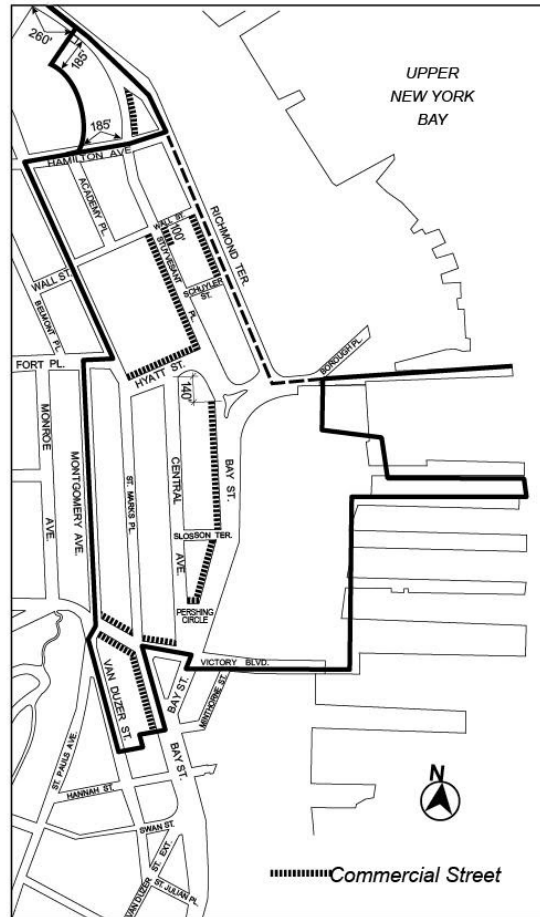 260'
185'
UPPER
NEW YORK
BAY
185'
HAMILTON AVE
ACADEMY PL.
RICHMOND TER.
WALL ST.
100'
STUYVESANT PL.
WALL ST.
SCHUYLER
ST.
BELMONT PL.
BOROUGH PL.
FORT PL.
HYATT ST.
140'
MONROE AVE.
MONTGOMERY AVE.
ST. MARKS PL.
CENTRAL AVE.
BAY ST.
SLOSSON TER.
PERSHING
CIRCLE
VICTORY BLVD.
VAN DUZER ST.
BAY ST.
MINTHORNE ST.
ST. PAULS AVE.
BAY ST.
HANNAH ST.
N
SWAN ST.
VAN DUZER ST. EXT.
ST. JULIAN PL.
Commercial Street